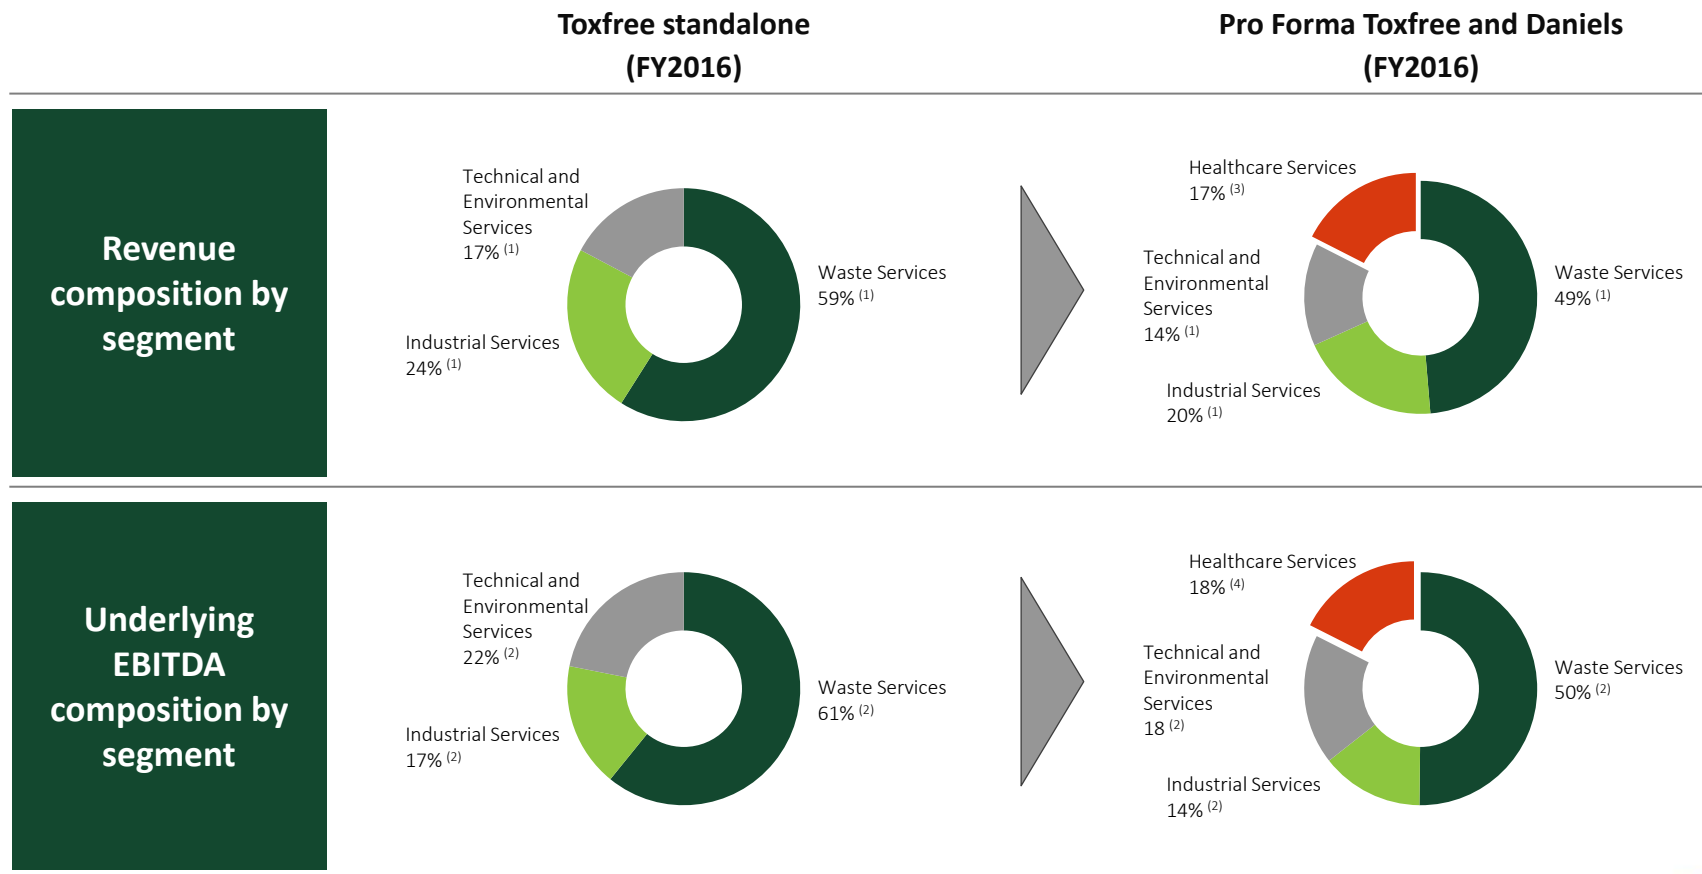 Toxfree standalone
(FY2016)
Pro Forma Toxfree and Daniels
(FY2016)
Revenue
composition by
segment
Technical and
Environmental
Services
17% (1)
Industrial Services
24% (1)
Waste Services
59% (1)
Healthcare Services
17% (3)
Technical and
Environmental
Services
14% (1)
Industrial Services
20% (1)
Waste Services
49% (1)
Underlying
EBITDA
composition by
segment
Technical and
Environmental
Services
22% (2)
Industrial Services
17% (2)
Waste Services
61% (2)
Healthcare Services
18% (4)
Technical and
Environmental
Services
18 (2)
Industrial Services
14% (2)
Waste Services
50% (2)